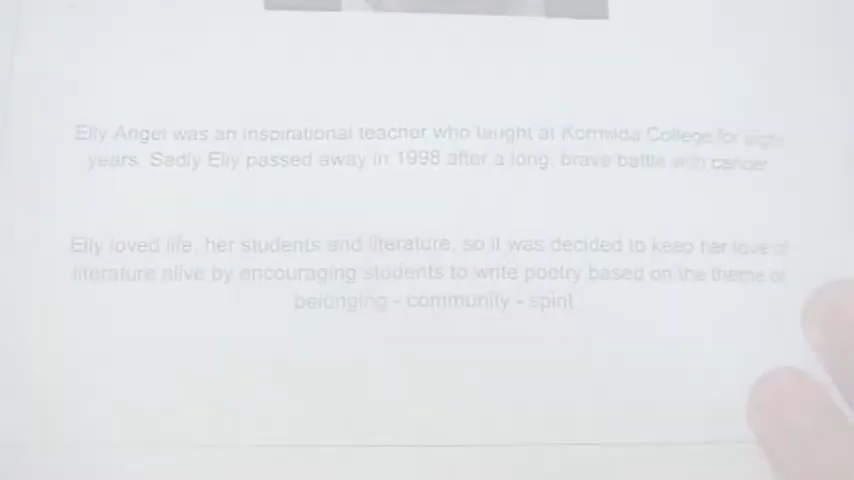 Elly Angel was an inspirational teacher who taught at Kormilda College for eight
years. Sadly Elly passed away in 1998 after a long, brave battle with cancer
Elly loved life, her students and literature, so it was decided to keep her love of
literature alive by encouraging students to write poetry based on the theme of
belonging - community - spirit